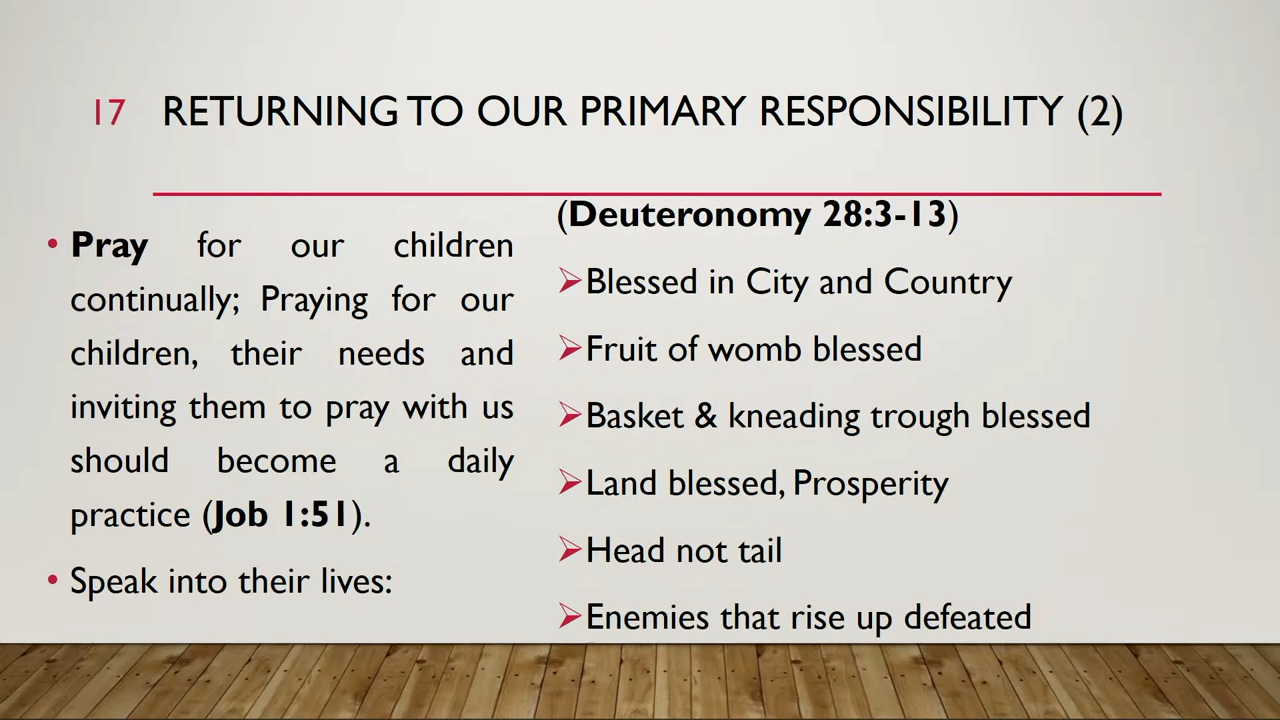 17 RETURNING TO OUR PRIMARY RESPONSIBILITY (2)
• Pray for our children
continually; Praying for our
children, their needs and
inviting them to pray with us
should become a daily
practice (Job 1:51).
• Speak into their lives:
(Deuteronomy 28:3-13)
➢Blessed in City and Country
➢Fruit of womb blessed
➢Basket & kneading trough blessed
➢Land blessed, Prosperity
➢Head not tail
➢Enemies that rise up defeated